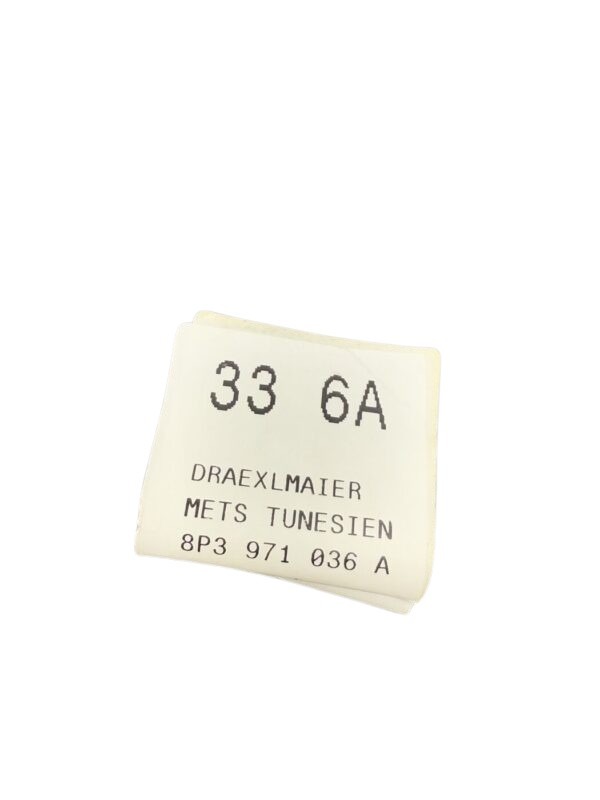 33 6A
DRAEXLMAIER
METS TUNESIEN
8P3 971 036 A